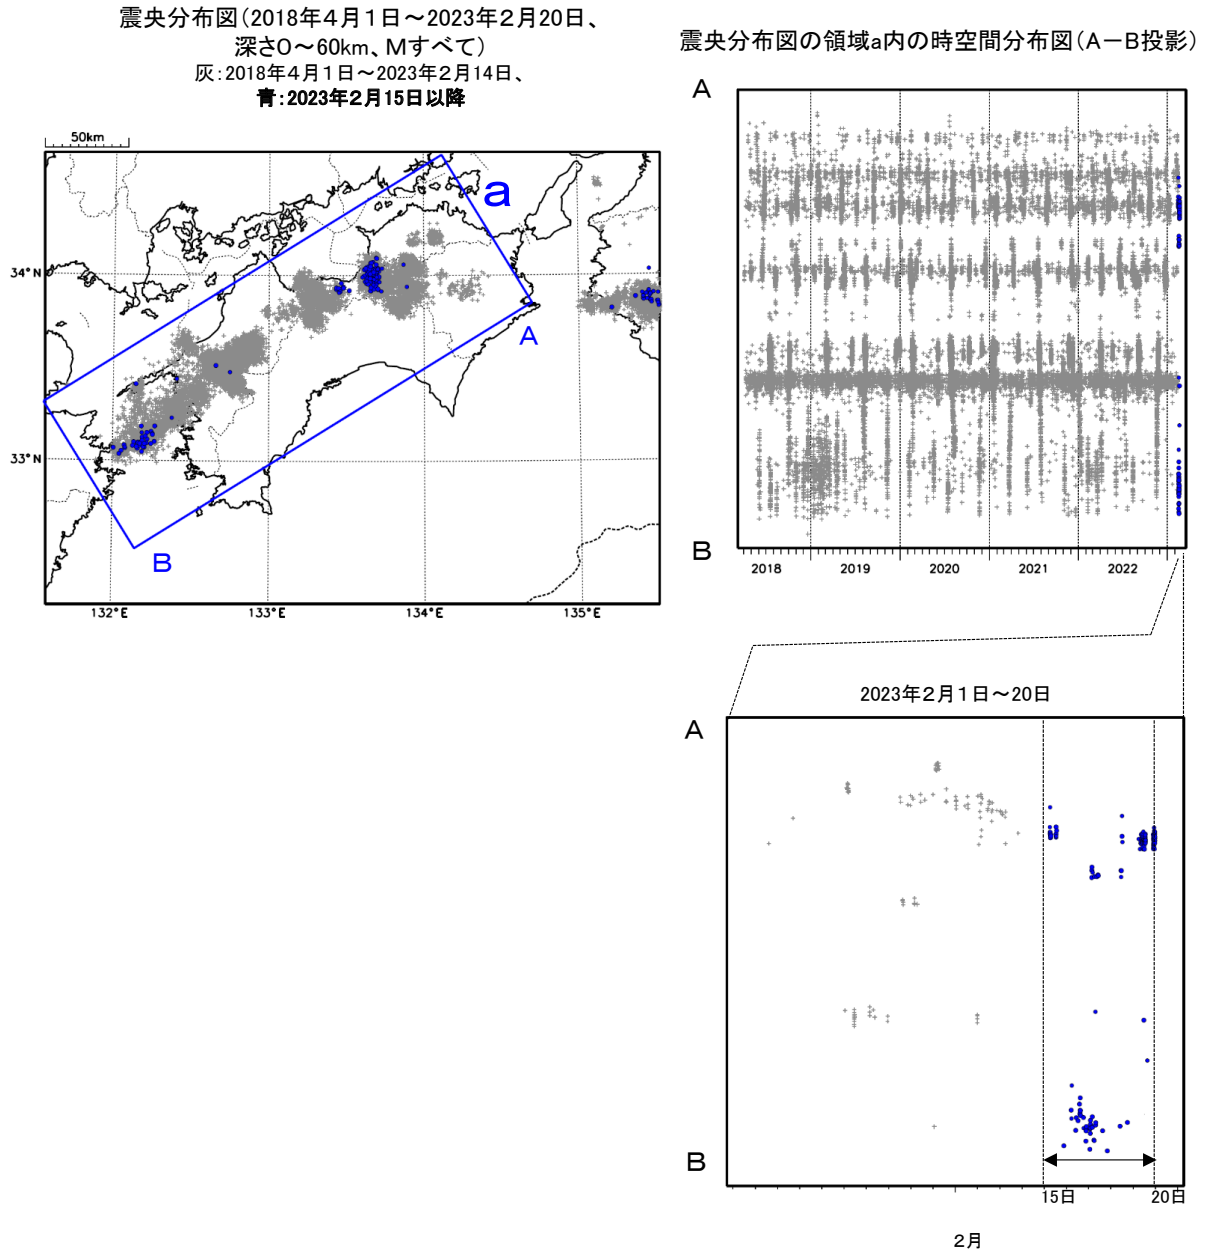 震央分布図（2018年４月１日～2023年２月20日、
深さ０～60km、Ｍすべて）
灰：2018年４月１日～2023年２月14日、
青：2023年２月15日以降
50km
a
A
B
34°N
33°N
132°E
133°E
134°E
135°E
震央分布図の領域a内の時空間分布図（Ａ－Ｂ投影）
A
B
2018
2019
2020
2021
2022
2023年２月１日～20日
A
B
15日
20日
２月